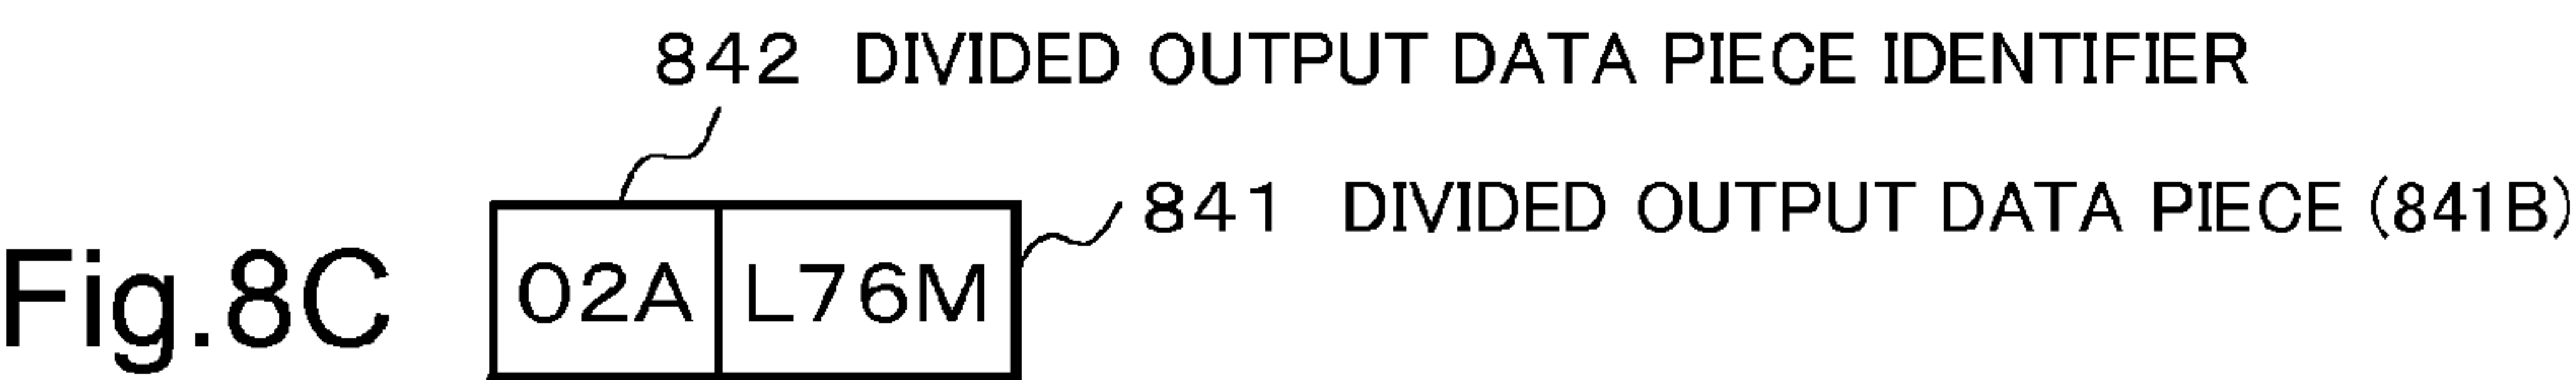 842 DIVIDED OUTPUT DATA PIECE IDENTIFIER
841 DIVIDED OUTPUT DATA PIECE (841B)
Fig.8C 02A L76M